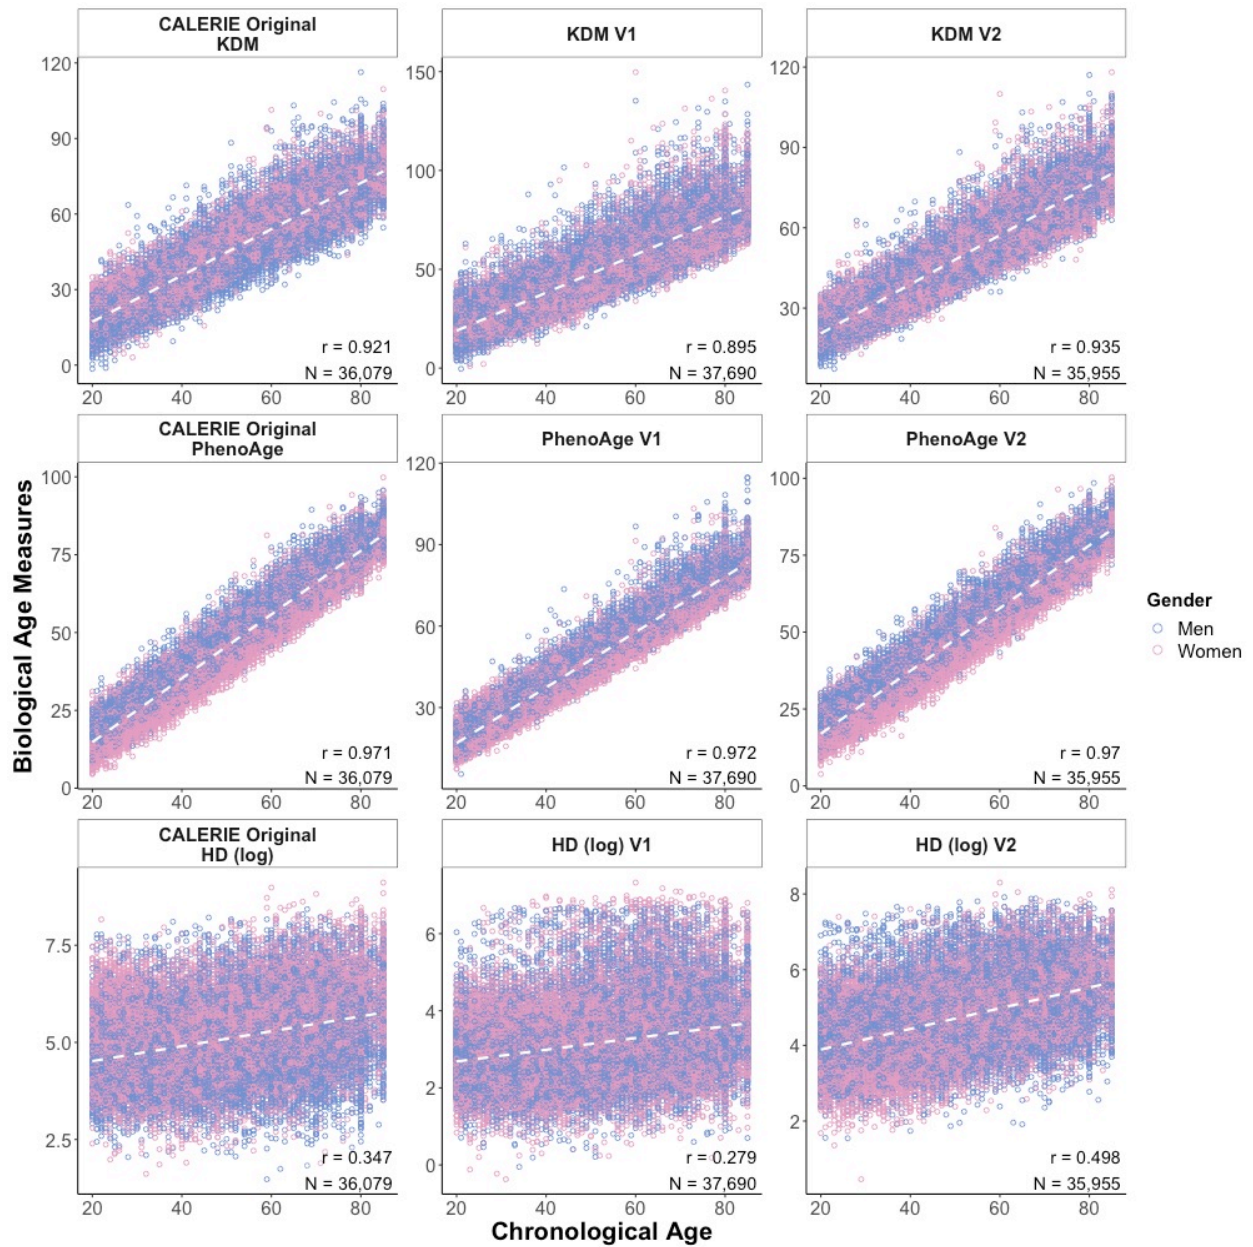 CALERIE Original
KDM
KDM V1
KDM V2
120
90
60
30
0
150
100
50
0
120
90
60
30
r = 0.921
N = 36,079
r = 0.895
N = 37,690
r = 0.935
N = 35,955
20 40 60 80
20 40 60 80
20 40 60 80
CALERIE Original
PhenoAge
PhenoAge V1
PhenoAge V2
Biological Age Measures
100
75
50
25
0
120
90
60
30
100
75
50
25
0
r = 0.971
N = 36,079
r = 0.972
N = 37,690
r = 0.97
N = 35,955
20 40 60 80
20 40 60 80
20 40 60 80
Gender
Men
Women
CALERIE Original
HD (log)
HD (log) V1
HD (log) V2
7.5
5.0
2.5
6
4
2
0
8
6
4
2
r = 0.347
N = 36,079
r = 0.279
N = 37,690
r = 0.498
N = 35,955
20 40 60 80
20 40 60 80
20 40 60 80
Chronological Age